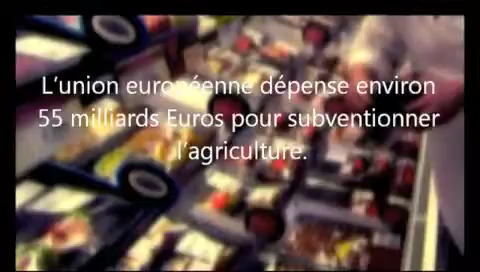 L'union européenne dépense environ
55 milliards Euros pour subventionner
l'agriculture.